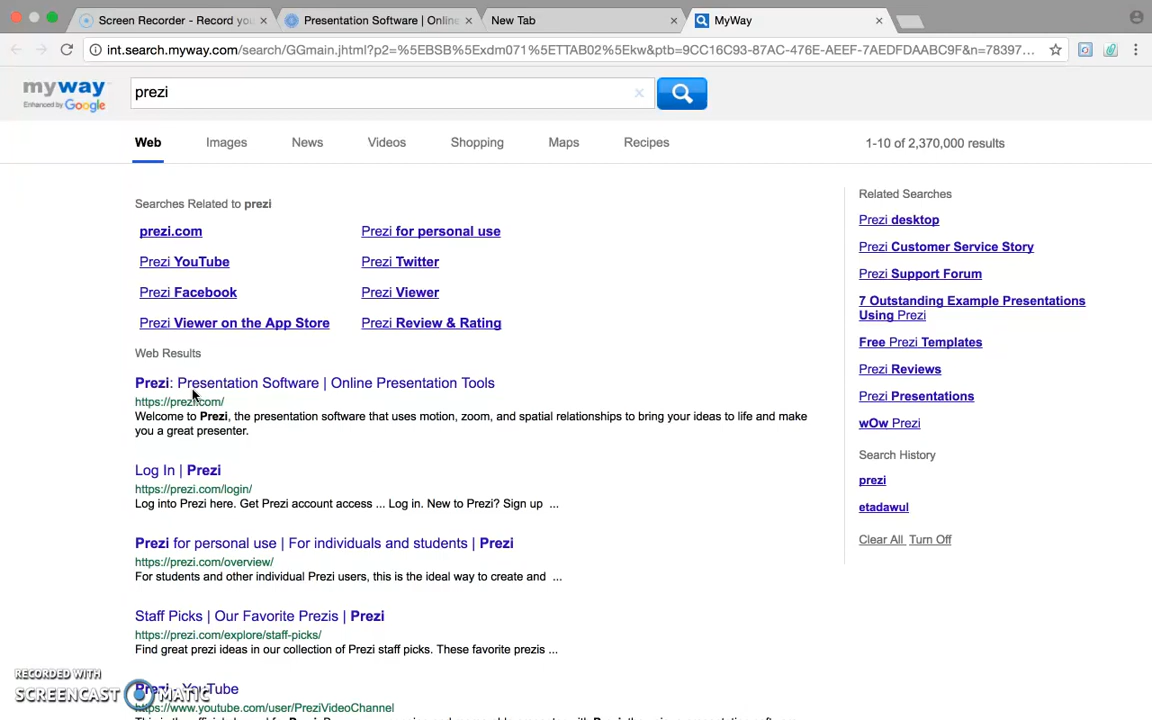 Screen Recorder - Record you
Presentation Software | Online
New Tab
MyWay
int.search.myway.com/search/GGmain.jhtml?p2=%5EBSB%5Exdm071%5ETTAB02%5Ekw&ptb=9CC16C93-87AC-476E-AEEF-7AEDFDAABC9F&n=78397...
myway
Enhanced by Google
prezi
Web Images News Videos Shopping Maps Recipes
1-10 of 2,370,000 results
Searches Related to prezi
prezi.com Prezi for personal use
Prezi YouTube Prezi Twitter
Prezi Facebook Prezi Viewer
Prezi Viewer on the App Store Prezi Review & Rating
Web Results
Prezi: Presentation Software | Online Presentation Tools
https://prezi.com/
Welcome to Prezi, the presentation software that uses motion, zoom, and spatial relationships to bring your ideas to life and make
you a great presenter.
Log In | Prezi
https://prezi.com/login/
Log into Prezi here. Get Prezi account access ... Log in. New to Prezi? Sign up ...
Prezi for personal use | For individuals and students | Prezi
https://prezi.com/overview/
For students and other individual Prezi users, this is the ideal way to create and ...
Staff Picks | Our Favorite Prezis | Prezi
https://prezi.com/explore/staff-picks/
Find great prezi ideas in our collection of Prezi staff picks. These favorite prezis ...
Prezi - YouTube
https://www.youtube.com/user/PreziVideoChannel
Related Searches
Prezi desktop
Prezi Customer Service Story
Prezi Support Forum
7 Outstanding Example Presentations
Using Prezi
Free Prezi Templates
Prezi Reviews
Prezi Presentations
wOw Prezi
Search History
prezi
etadawul
Clear All Turn Off
RECORDED WITH
SCREENCAST MATIC